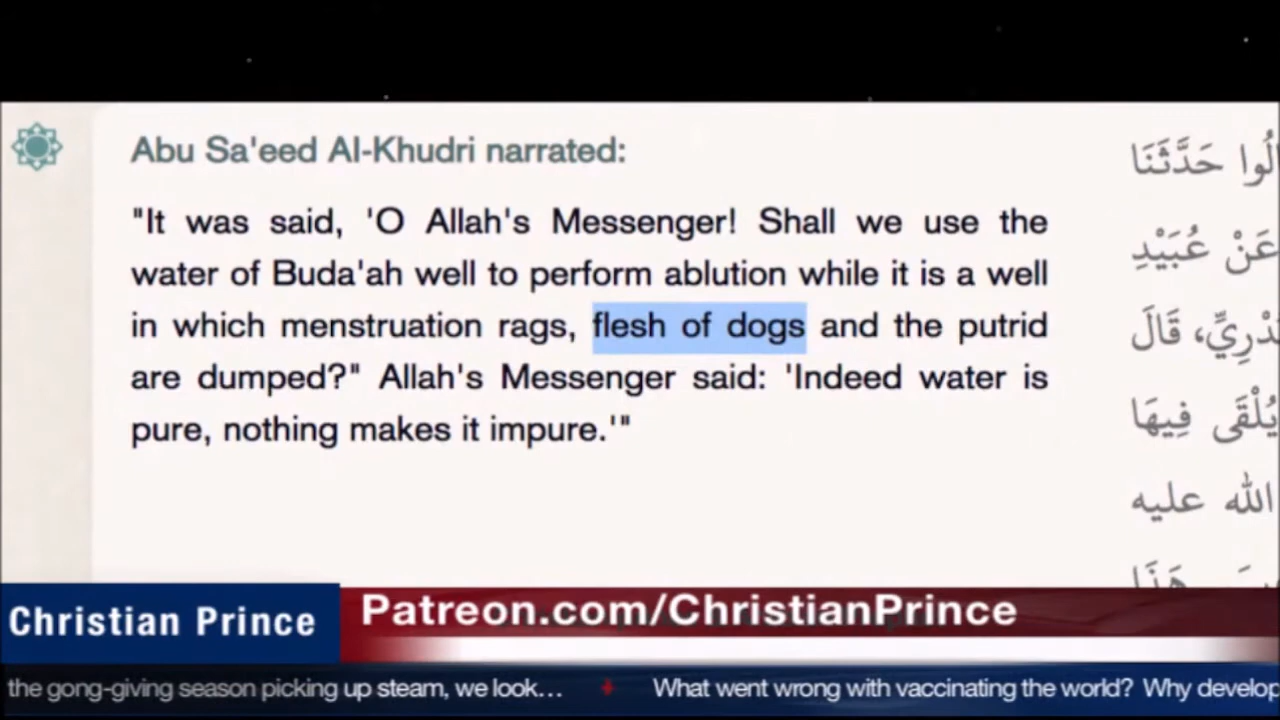 Abu Sa'eed Al-Khudri narrated:
"It was said, 'O Allah's Messenger! Shall we use the
water of Buda'ah well to perform ablution while it is a well
in which menstruation rags, flesh of dogs and the putrid
are dumped?" Allah's Messenger said: 'Indeed water is
pure, nothing makes it impure.'"
الُوا حَدَّثَنَا
عَنْ عُبَيْدِ
قَالَ
يُلْقَى فِيهَا
الله عليه
Christian Prince
Patreon.com/ChristianPrince
the gong-giving season picking up steam, we look…
What went wrong with vaccinating the world? Why develop